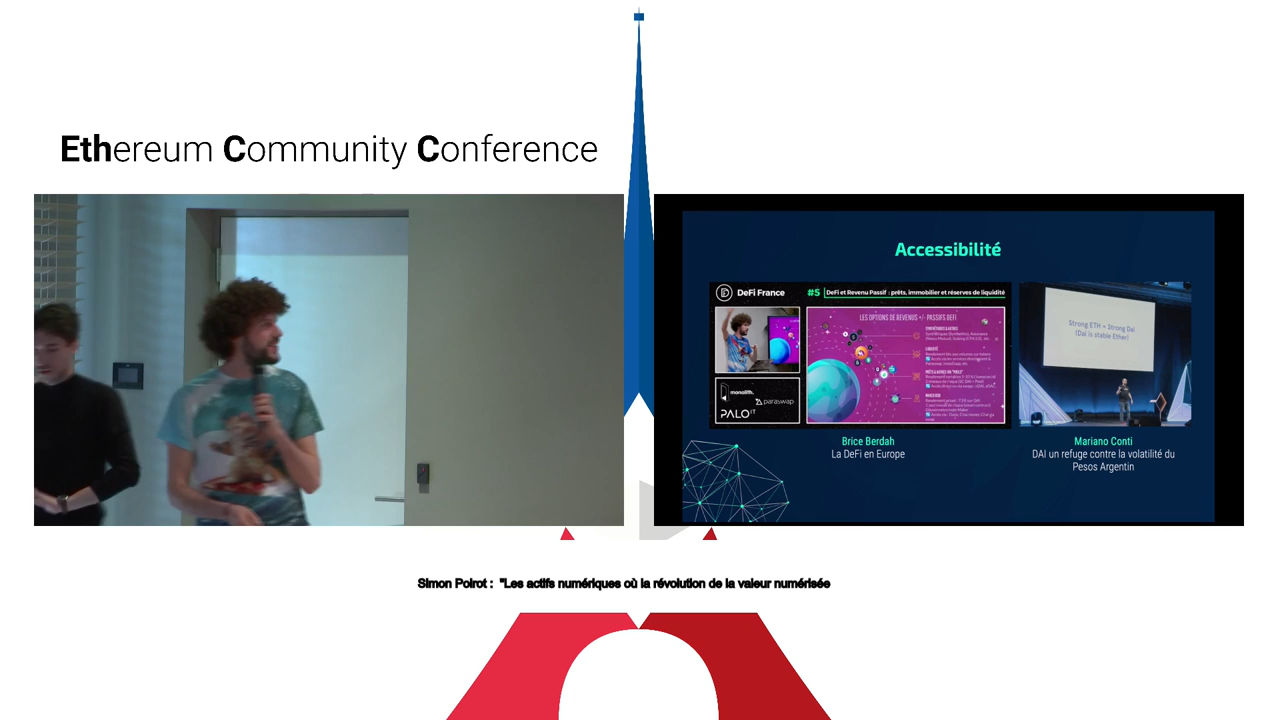 Ethereum Community Conference
Accessibilité
DeFi France
#5 DeFi et Revenu Passif : prêts, immobilier et réserves de liquidité
LES OPTIONS DE REVENUS +/- PASSIFS DEFI
monolith.
paraswap
PALO IT
Strong ETH = Strong Dai
(Dai is stable Ether!)
Brice Berdah
La DeFi en Europe
Mariano Conti
DAI un refuge contre la volatilité du
Pesos Argentin
Simon Poirot : "Les actifs numériques où la révolution de la valeur numérisée